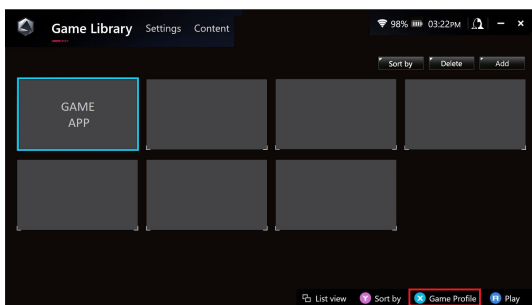 Game Library Settings Content 98% 03:22PM
Sort by Delete Add
GAME
APP
List view Y Sort by X Game Profile Play